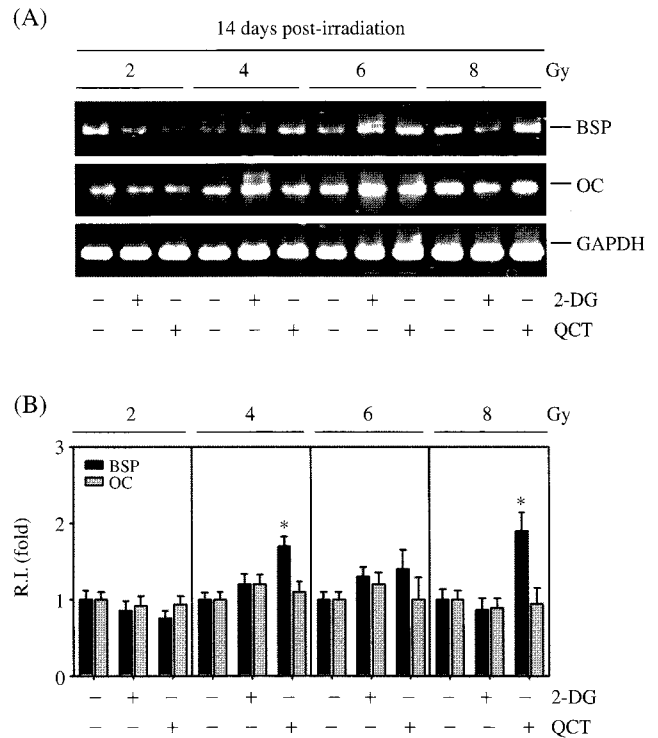 (A)
14 days post-irradiation
2 4 6 8 Gy
BSP
OC
GAPDH
– + – – + – – + – – + – 2-DG
– – + – – + – – + – – + QCT
(B)
2 4 6 8 Gy
3
BSP
OC
* *
2
R.I. (fold)
1
0
– + – – + – – + – – + – 2-DG
– – + – – + – – + – – + QCT